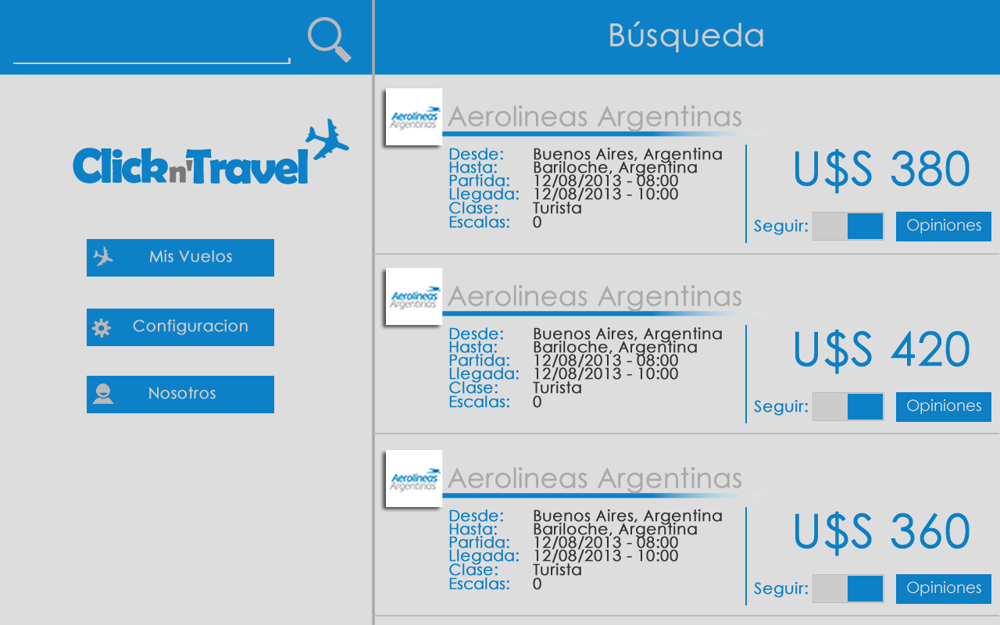 Búsqueda
Click n' Travel
Mis Vuelos
Configuracion
Nosotros
Aerolineas
Argentinas
Aerolineas Argentinas
Desde: Buenos Aires, Argentina
Hasta: Bariloche, Argentina
Partida: 12/08/2013 - 08:00
Llegada: 12/08/2013 - 10:00
Clase: Turista
Escalas: 0
U$S 380
Seguir: Opiniones
Aerolineas
Argentinas
Aerolineas Argentinas
Desde: Buenos Aires, Argentina
Hasta: Bariloche, Argentina
Partida: 12/08/2013 - 08:00
Llegada: 12/08/2013 - 10:00
Clase: Turista
Escalas: 0
U$S 420
Seguir: Opiniones
Aerolineas
Argentinas
Aerolineas Argentinas
Desde: Buenos Aires, Argentina
Hasta: Bariloche, Argentina
Partida: 12/08/2013 - 08:00
Llegada: 12/08/2013 - 10:00
Clase: Turista
Escalas: 0
U$S 360
Seguir: Opiniones